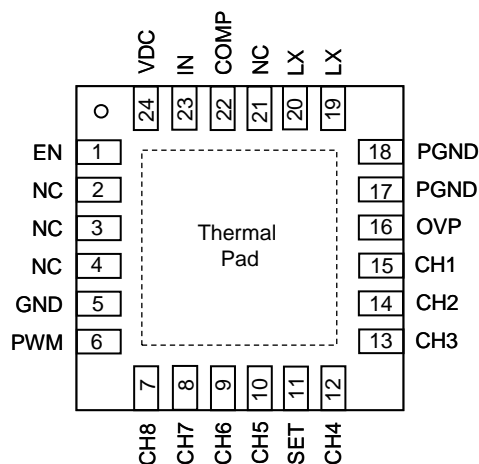 VDC IN COMP NC LX LX
24 23 22 21 20 19
EN 1
NC 2
NC 3
NC 4
GND 5
PWM 6
Thermal
Pad
18 PGND
17 PGND
16 OVP
15 CH1
14 CH2
13 CH3
7 8 9 10 11 12
CH8 CH7 CH6 CH5 SET CH4